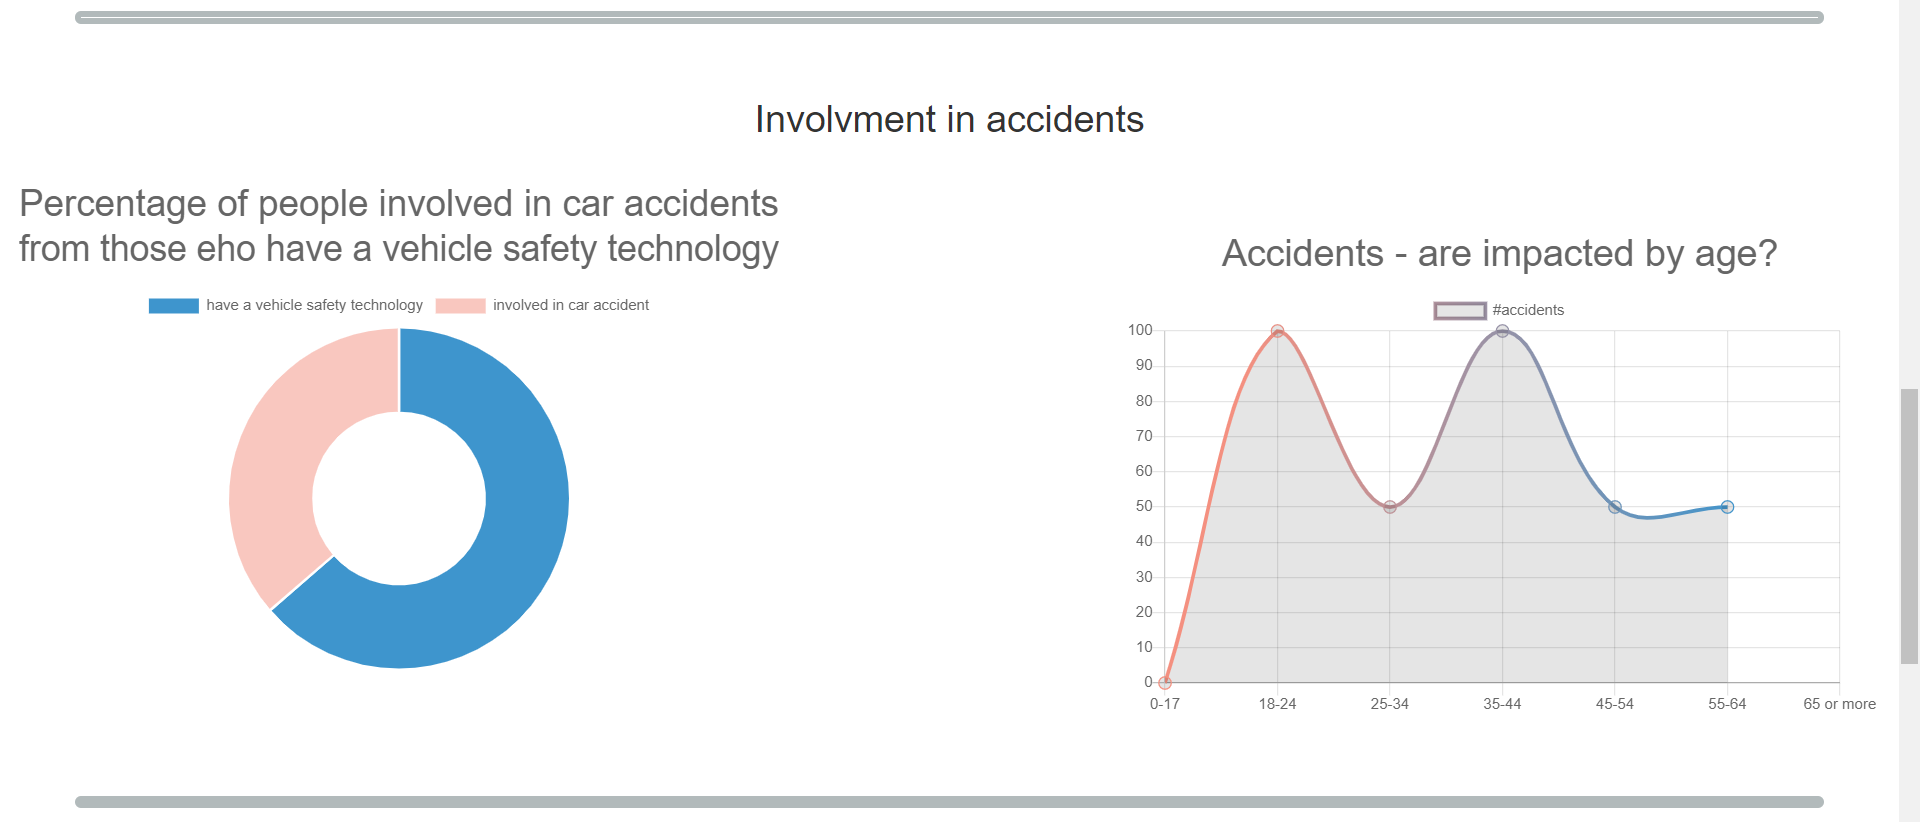 Involvment in accidents
Percentage of people involved in car accidents
from those eho have a vehicle safety technology
have a vehicle safety technology
involved in car accident
Accidents - are impacted by age?
#accidents
100
90
80
70
60
50
40
30
20
10
0
0-17
18-24
25-34
35-44
45-54
55-64
65 or more